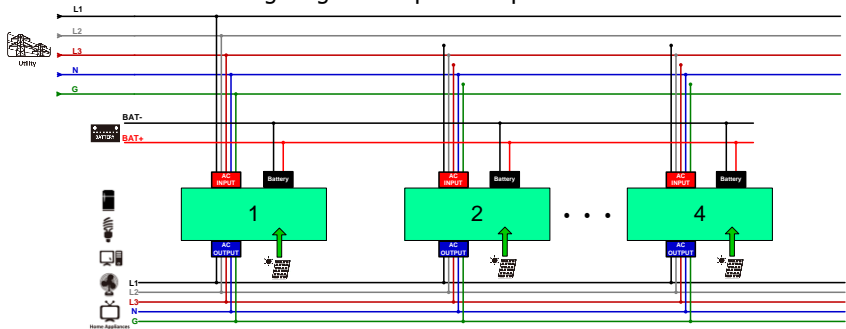 L1
L2
L3
Utility
N
G
BAT-
BATTERY
BAT+
AC
INPUT
Battery
AC
INPUT
Battery
AC
INPUT
Battery
1
2
4
AC
OUTPUT
AC
OUTPUT
AC
OUTPUT
L1
L2
L3
N
G
Home Appliances